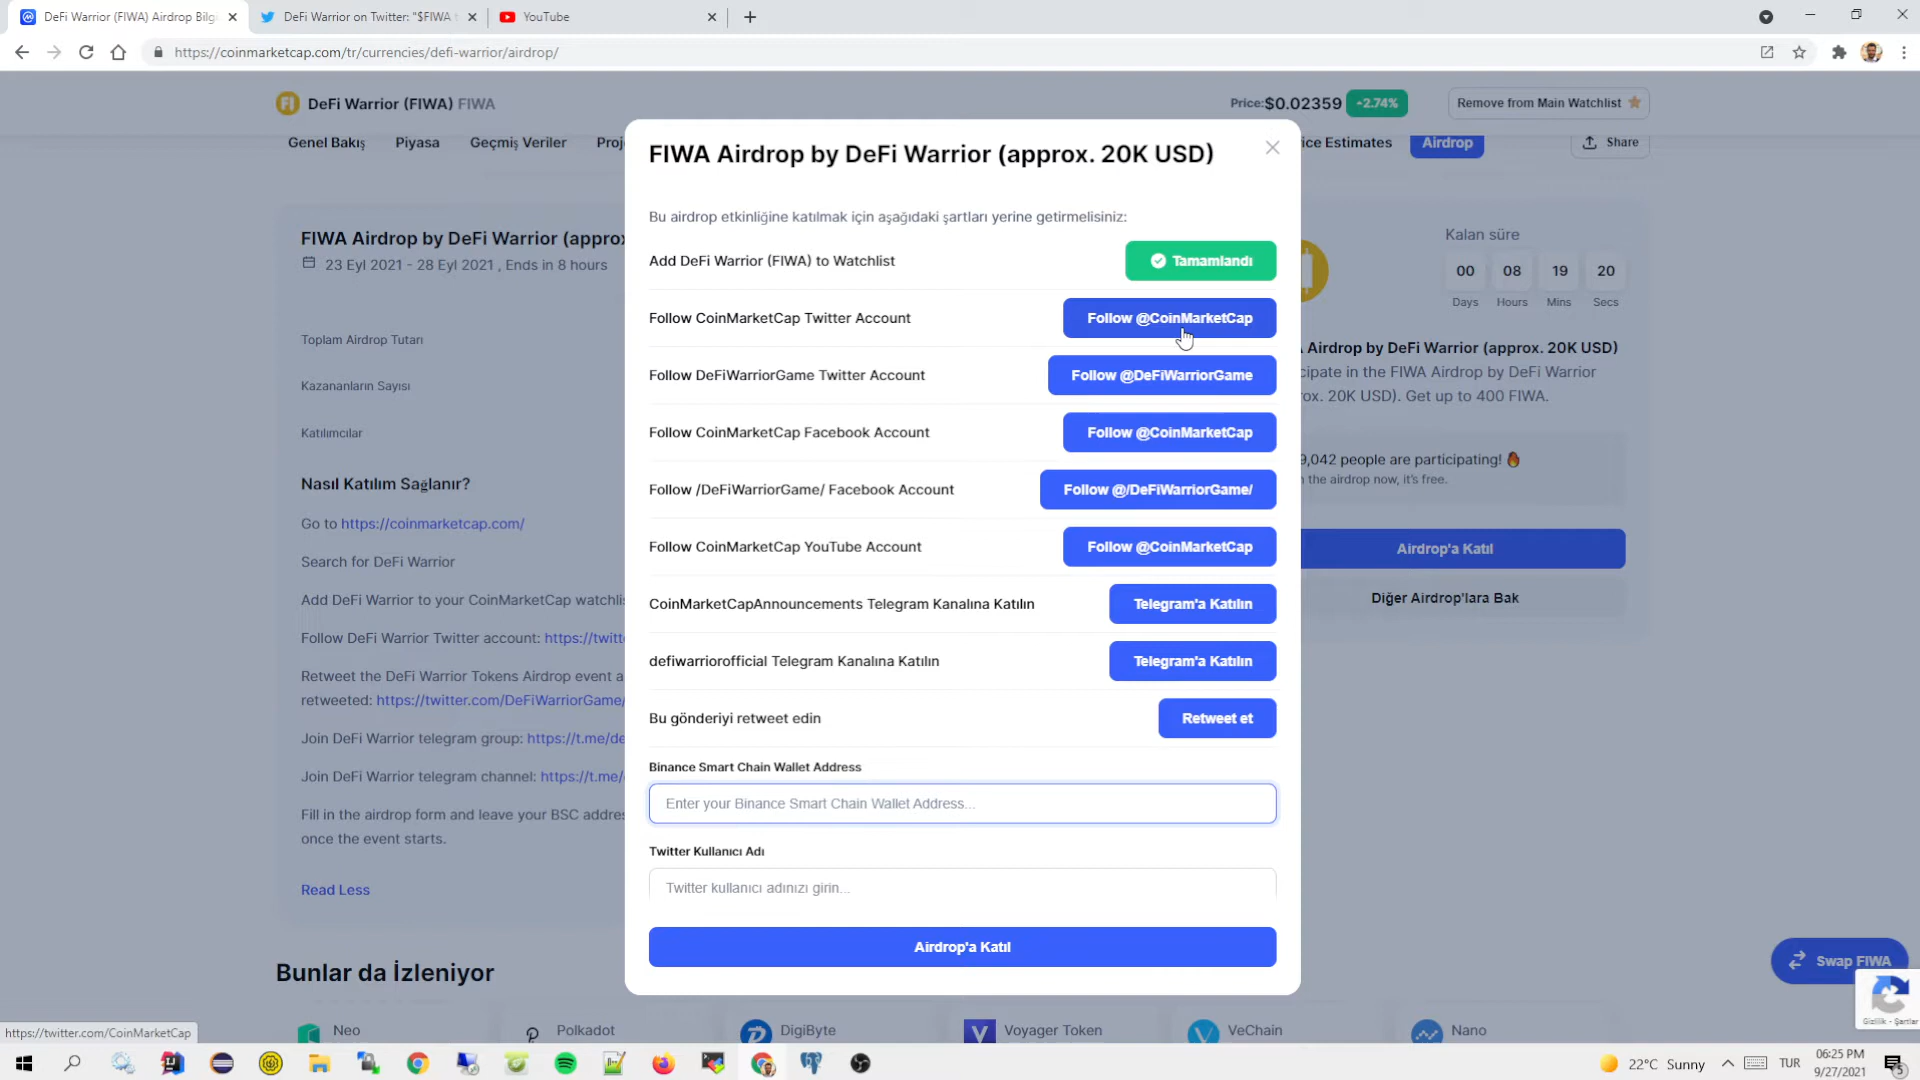 DeFi Warrior (FIWA) Airdrop Bilg
DeFi Warrior on Twitter: "$FIWA t
YouTube
https://coinmarketcap.com/tr/currencies/defi-warrior/airdrop/
DeFi Warrior (FIWA) FIWA
Price:$0.02359
2.74%
Remove from Main Watchlist
Genel Bakış
Piyasa
Geçmiş Veriler
Proj
ice Estimates
Airdrop
Share
FIWA Airdrop by DeFi Warrior (approx. 20K USD)
Bu airdrop etkinliğine katılmak için aşağıdaki şartları yerine getirmelisiniz:
Add DeFi Warrior (FIWA) to Watchlist
Tamamlandı
Follow CoinMarketCap Twitter Account
Follow @CoinMarketCap
Follow DeFiWarriorGame Twitter Account
Follow @DeFiWarriorGame
Follow CoinMarketCap Facebook Account
Follow @CoinMarketCap
Follow /DeFiWarriorGame/ Facebook Account
Follow @/DeFiWarriorGame/
Follow CoinMarketCap YouTube Account
Follow @CoinMarketCap
CoinMarketCapAnnouncements Telegram Kanalına Katılın
Telegram'a Katılın
defiwarriorofficial Telegram Kanalına Katılın
Telegram'a Katılın
Bu gönderiyi retweet edin
Retweet et
Binance Smart Chain Wallet Address
Enter your Binance Smart Chain Wallet Address...
Twitter Kullanıcı Adı
Twitter kullanıcı adınızı girin...
Airdrop'a Katıl
FIWA Airdrop by DeFi Warrior (approx
23 Eyl 2021 - 28 Eyl 2021 , Ends in 8 hours
Toplam Airdrop Tutarı
Kazananların Sayısı
Katılımcılar
Nasıl Katılım Sağlanır?
Go to https://coinmarketcap.com/
Search for DeFi Warrior
Add DeFi Warrior to your CoinMarketCap watchli
Follow DeFi Warrior Twitter account: https://twitt
Retweet the DeFi Warrior Tokens Airdrop event a
retweeted: https://twitter.com/DeFiWarriorGame/
Join DeFi Warrior telegram group: https://t.me/de
Join DeFi Warrior telegram channel: https://t.me/
Fill in the airdrop form and leave your BSC addre
once the event starts.
Read Less
Kalan süre
00 08 19 20
Days Hours Mins Secs
Airdrop by DeFi Warrior (approx. 20K USD)
cipate in the FIWA Airdrop by DeFi Warrior
ox. 20K USD). Get up to 400 FIWA.
9,042 people are participating!
n the airdrop now, it's free.
Airdrop'a Katıl
Diğer Airdrop'lara Bak
Bunlar da İzleniyor
Swap FIWA
Gizlilik - Şartlar
Neo
Polkadot
DigiByte
Voyager Token
VeChain
Nano
https://twitter.com/CoinMarketCap
22°C Sunny
TUR
06:25 PM
9/27/2021
5